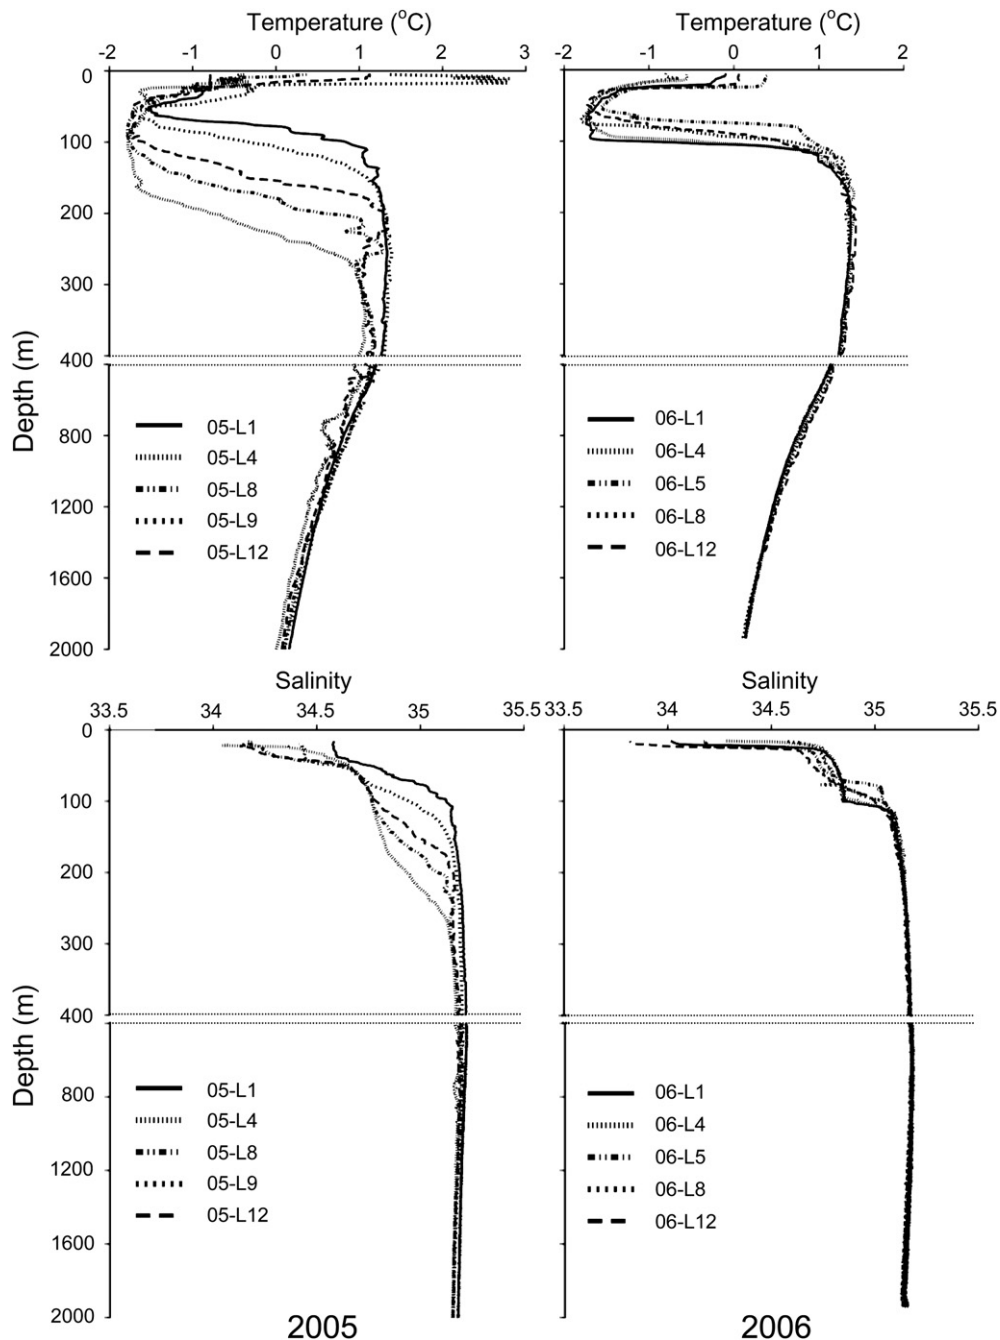 Temperature (°C)
-2 -1 0 1 2 3
0
100
200
300
400
800
1200
1600
2000
Depth (m)
05-L1
05-L4
05-L8
05-L9
05-L12
Temperature (°C)
-2 -1 0 1 2
06-L1
06-L4
06-L5
06-L8
06-L12
Salinity
33.5 34 34.5 35 35.5
0
100
200
300
400
800
1200
1600
2000
Depth (m)
05-L1
05-L4
05-L8
05-L9
05-L12
2005
Salinity
33.5 34 34.5 35 35.5
06-L1
06-L4
06-L5
06-L8
06-L12
2006